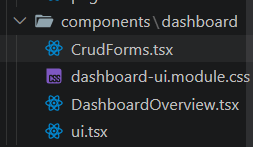 components\dashboard
CrudForms.tsx
dashboard-ui.module.css
DashboardOverview.tsx
ui.tsx